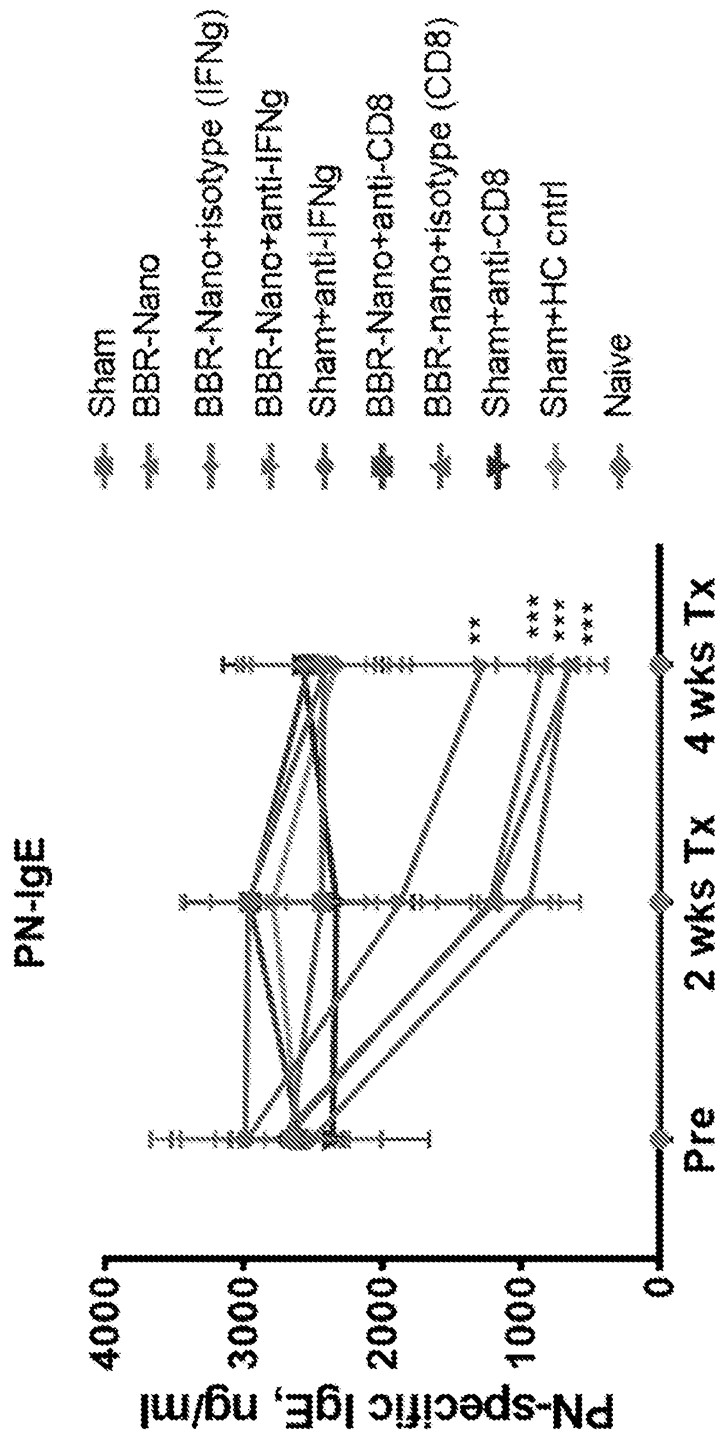 PN-IgE
PN-specific IgE, ng/ml
4000
3000
2000
1000
0
Pre
2 wks Tx
4 wks Tx
**
***
***
***
Sham
BBR-Nano
BBR-Nano+isotype (IFNg)
BBR-Nano+anti-IFNg
Sham+anti-IFNg
BBR-Nano+anti-CD8
BBR-nano+isotype (CD8)
Sham+anti-CD8
Sham+HC cntrl
Naïve